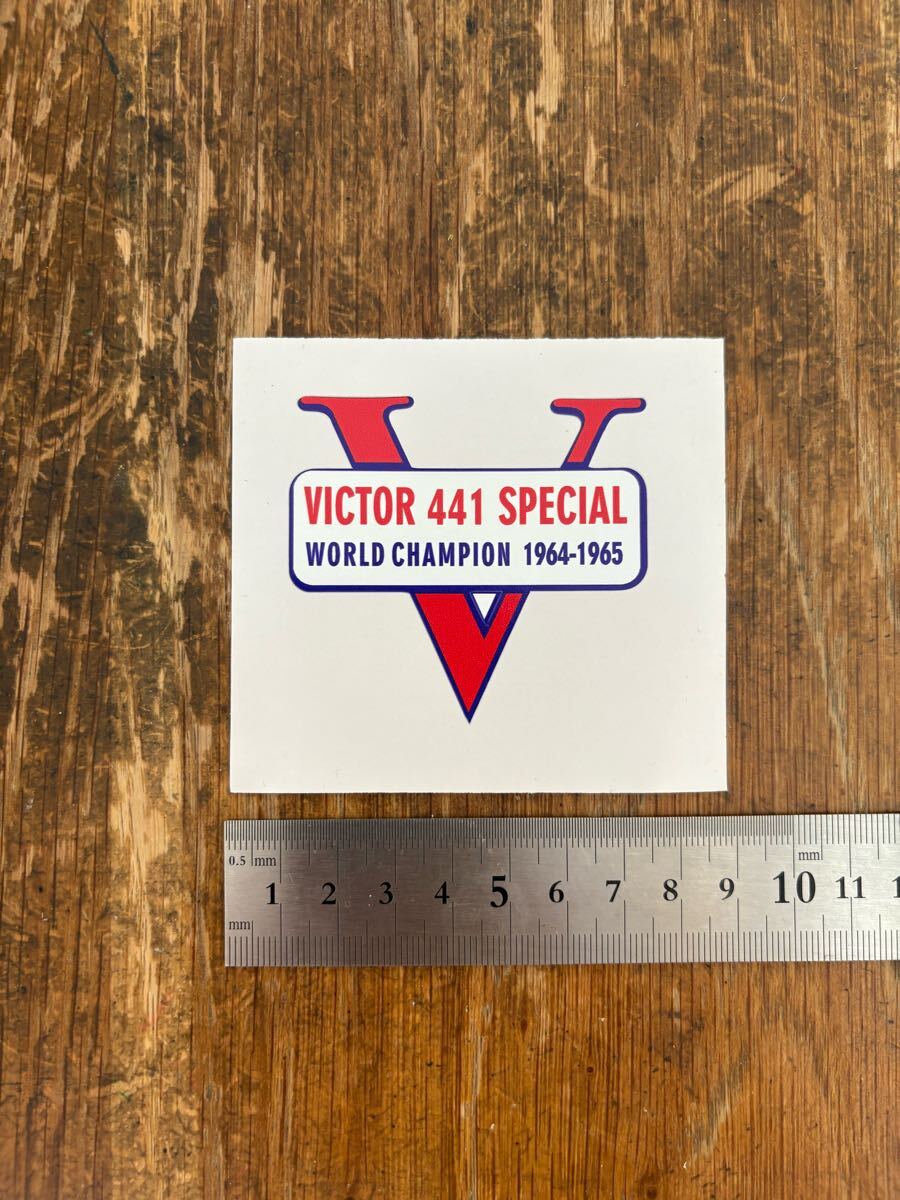 V
VICTOR 441 SPECIAL
WORLD CHAMPION 1964-1965
0.5 mm
mm
1 2 3 4 5 6 7 8 9 10 11
mm